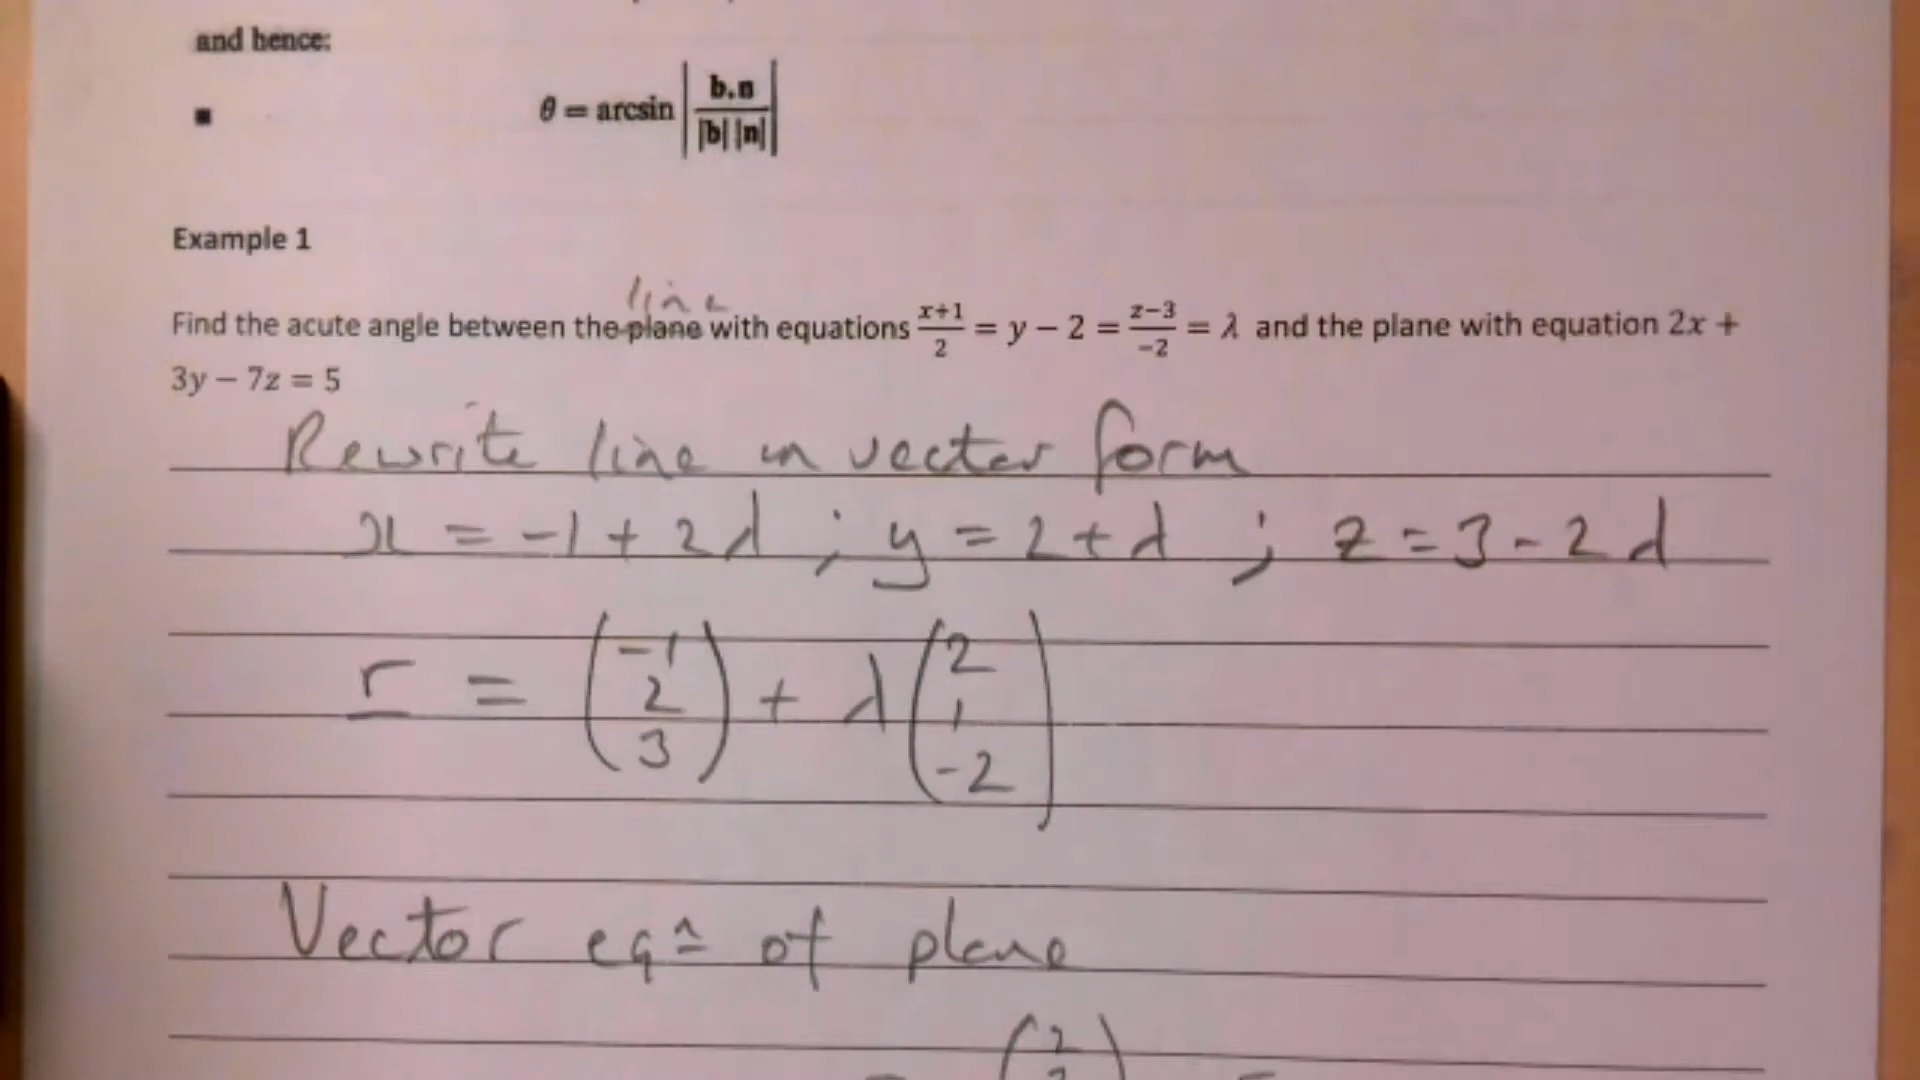 and hence:
▪ θ = arcsin |b.n / |b| |n||
Example 1
line
Find the acute angle between the plane with equations (x+1)/2 = y − 2 = (z−3)/−2 = λ and the plane with equation 2x +
3y − 7z = 5
Rewrite line in vector form
x = -1 + 2λ ; y = 2 + λ ; z = 3 - 2λ
r = (-1 2 3) + λ (2 1 -2)
Vector eqn of plane